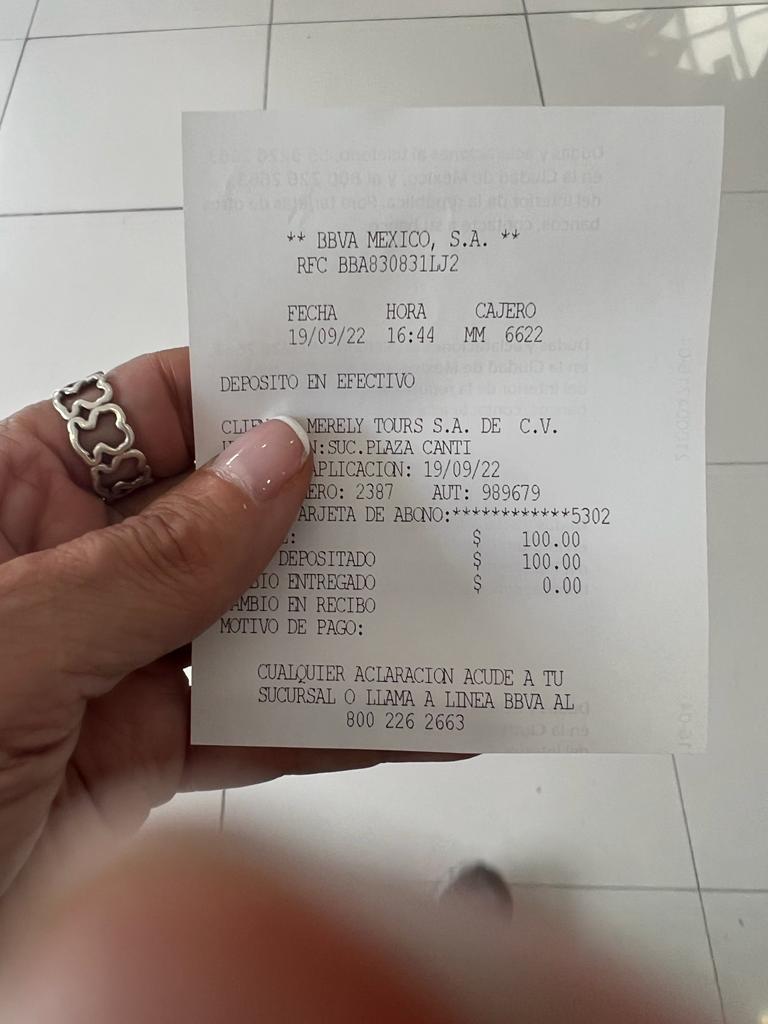 ** BBVA MEXICO, S.A. **
RFC BBA830831LJ2
FECHA HORA CAJERO
19/09/22 16:44 MM 6622
DEPOSITO EN EFECTIVO
MERELY TOURS S.A. DE C.V.
SUC.PLAZA CANTI
APLICACION: 19/09/22
2387 AUT: 989679
DE ABONO:************5302
$ 100.00
DEPOSITADO $ 100.00
ENTREGADO $ 0.00
EN RECIBO
MOTIVO DE PAGO:
CUALQUIER ACLARACION ACUDE A TU
SUCURSAL O LLAMA A LINEA BBVA AL
800 226 2663